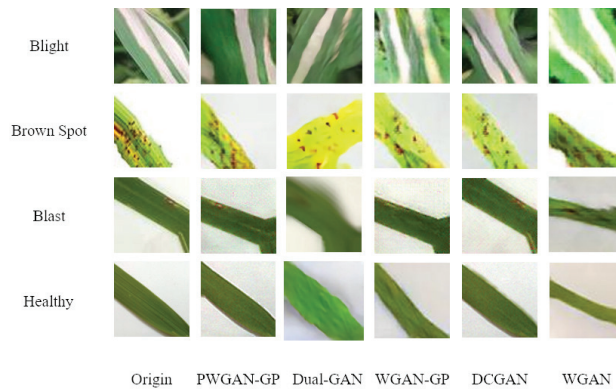 Blight
Brown Spot
Blast
Healthy
Origin PWGAN-GP Dual-GAN WGAN-GP DCGAN WGAN